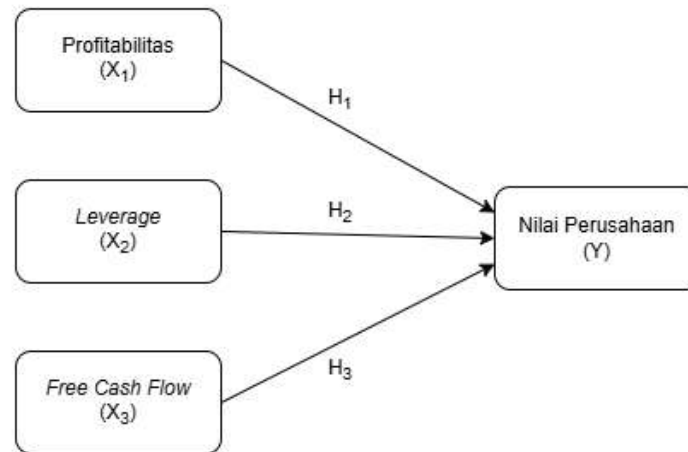 Profitabilitas
(X₁)
H₁
Leverage
(X₂)
H₂
Nilai Perusahaan
(Y)
Free Cash Flow
(X₃)
H₃